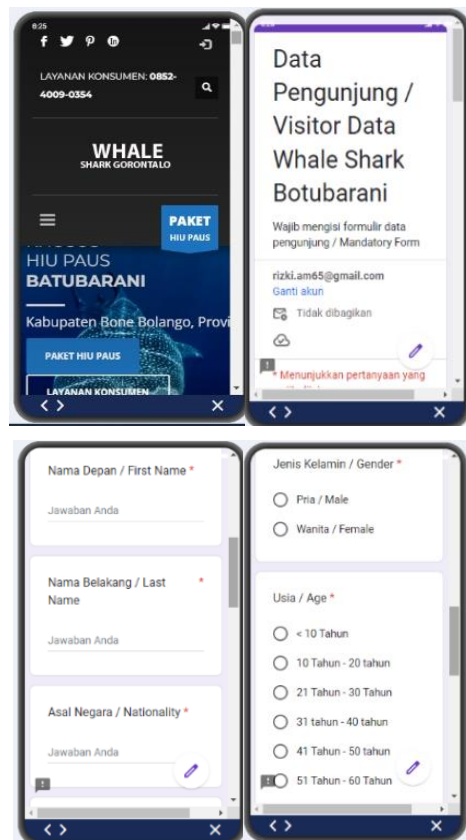 8:25
LAYANAN KONSUMEN: 0852-
4009-0354
WHALE
SHARK GORONTALO
PAKET
HIU PAUS
HIU PAUS
BATUBARANI
Kabupaten Bone Bolango, Provi
PAKET HIU PAUS
LAYANAN KONSUMEN
Data
Pengunjung /
Visitor Data
Whale Shark
Botubarani
Wajib mengisi formulir data
pengunjung / Mandatory Form
rizki.am65@gmail.com
Ganti akun
Tidak dibagikan
* Menunjukkan pertanyaan yang
Nama Depan / First Name *
Jawaban Anda
Nama Belakang / Last *
Name
Jawaban Anda
Asal Negara / Nationality *
Jawaban Anda
Jenis Kelamin / Gender *
Pria / Male
Wanita / Female
Usia / Age *
< 10 Tahun
10 Tahun - 20 tahun
21 Tahun - 30 Tahun
31 tahun - 40 tahun
41 Tahun - 50 tahun
51 Tahun - 60 Tahun